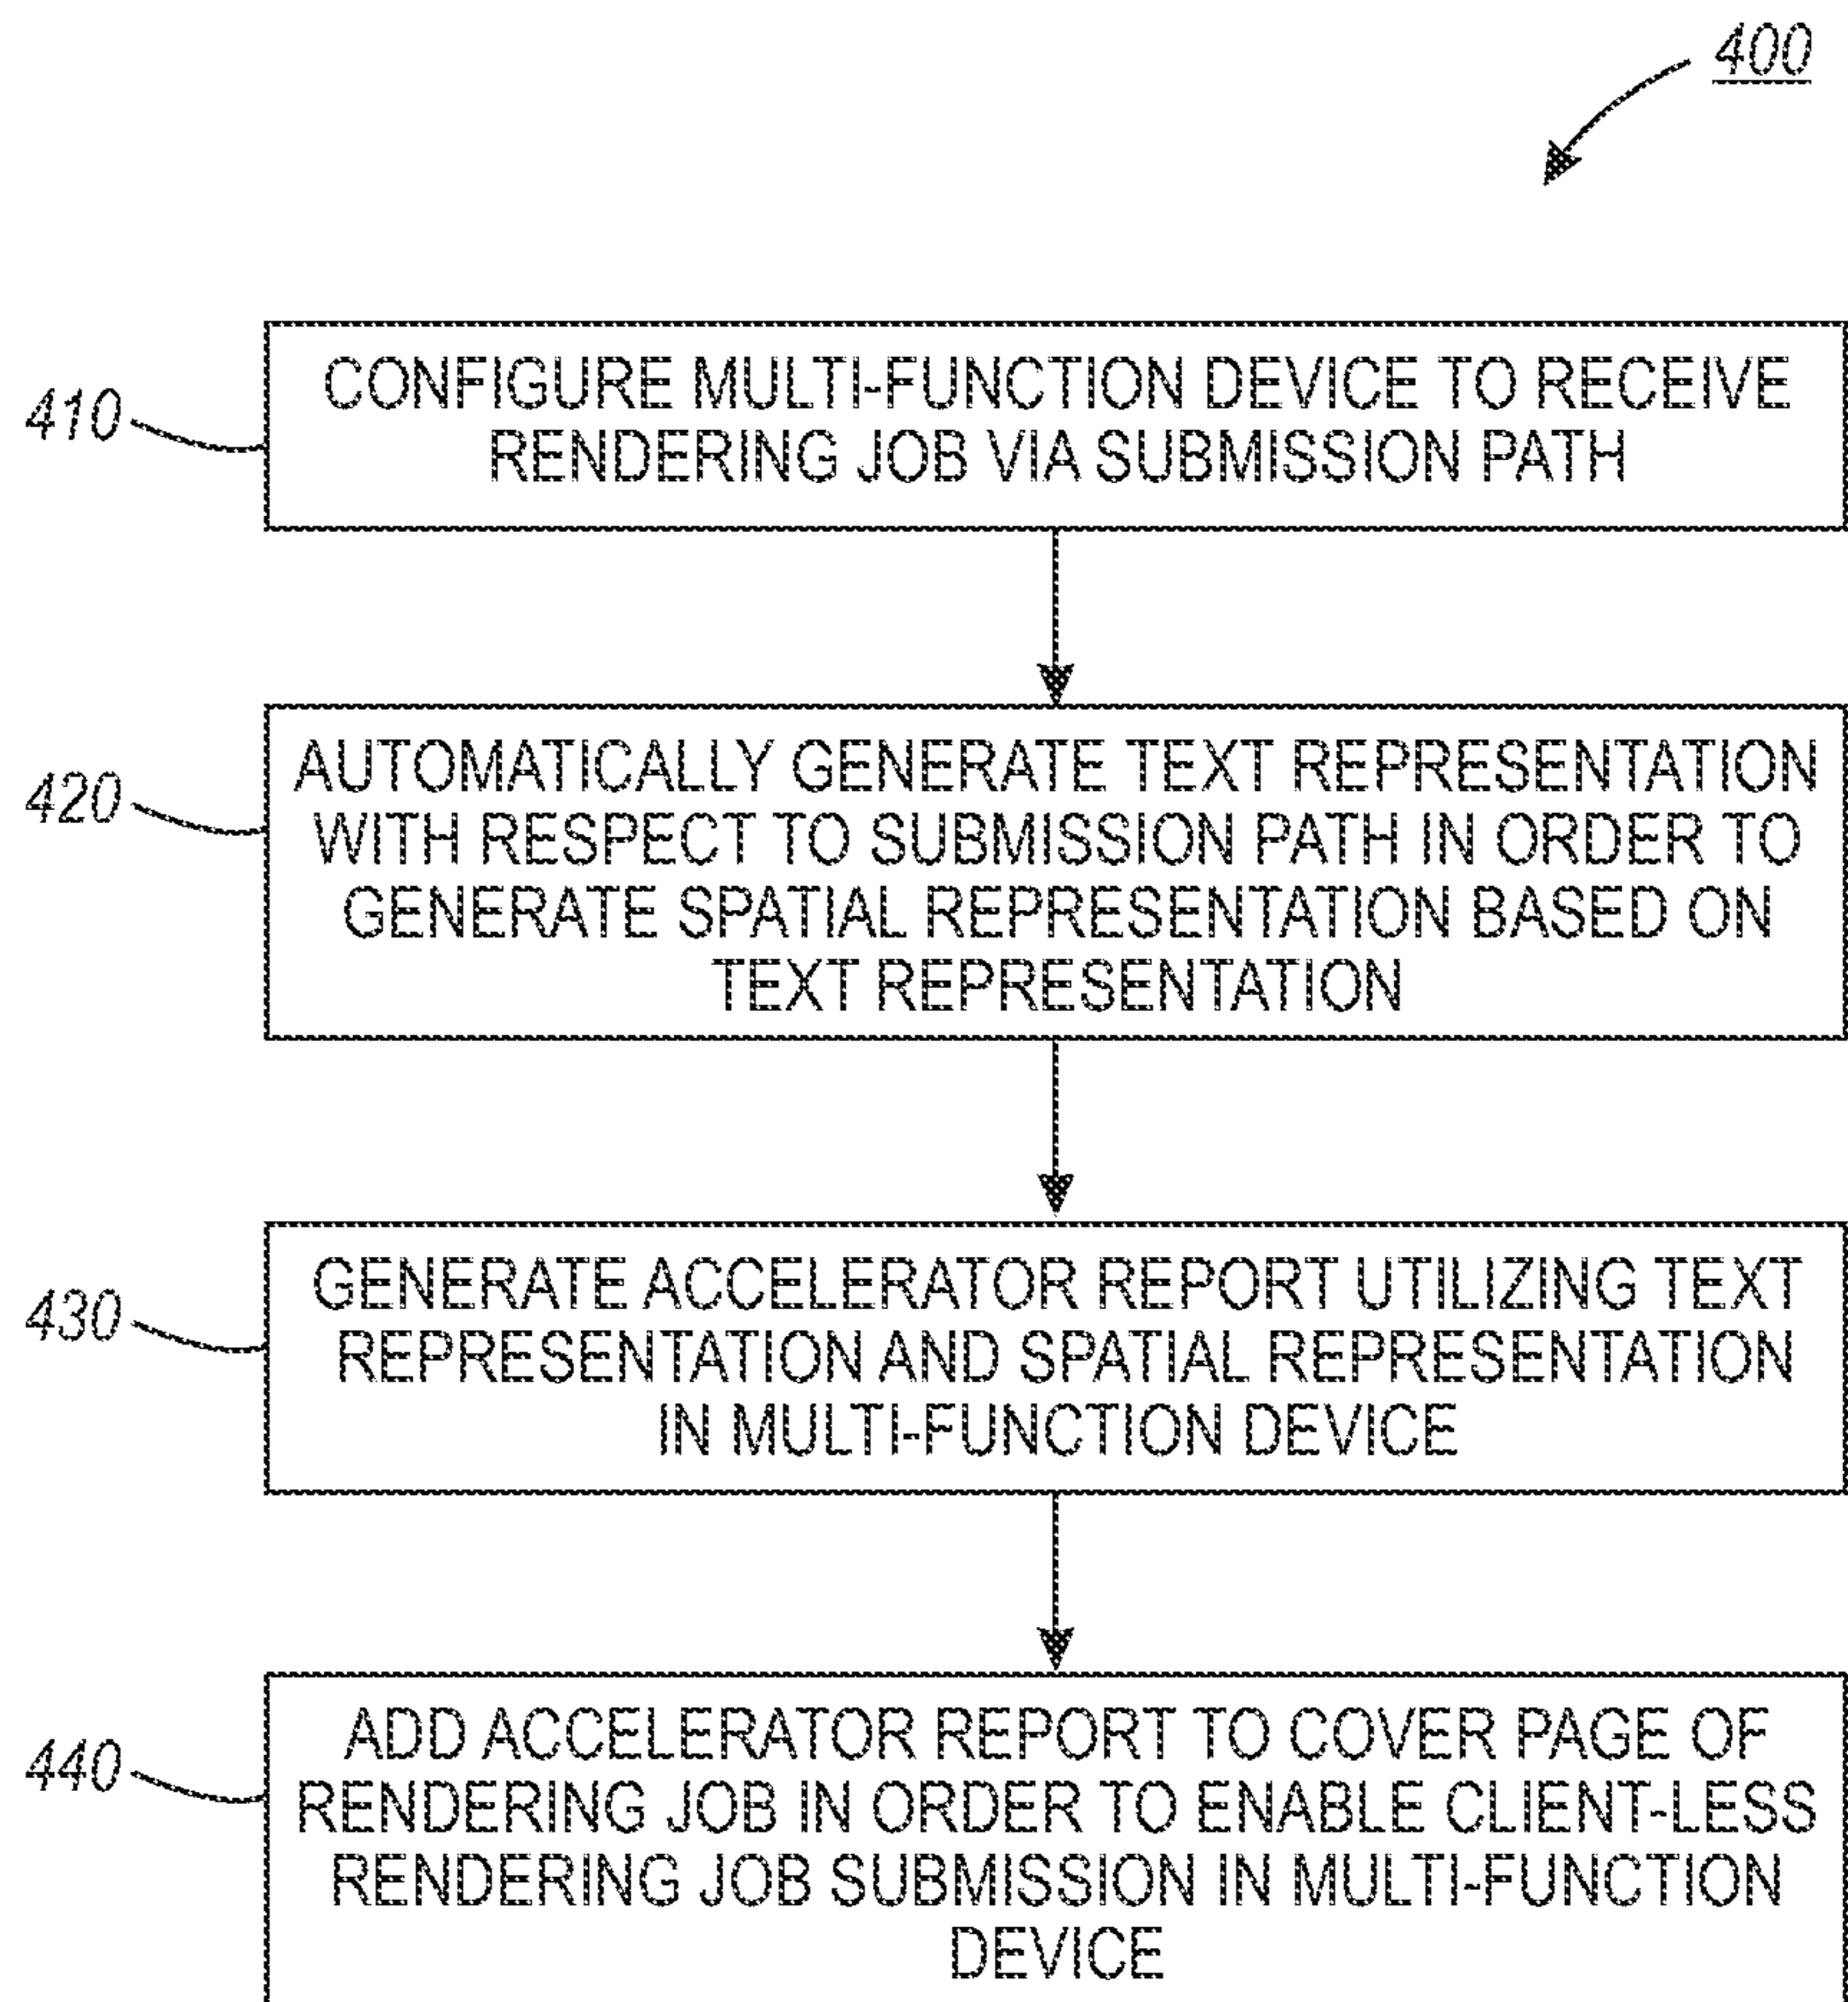 400
410
CONFIGURE MULTI-FUNCTION DEVICE TO RECEIVE
RENDERING JOB VIA SUBMISSION PATH
420
AUTOMATICALLY GENERATE TEXT REPRESENTATION
WITH RESPECT TO SUBMISSION PATH IN ORDER TO
GENERATE SPATIAL REPRESENTATION BASED ON
TEXT REPRESENTATION
430
GENERATE ACCELERATOR REPORT UTILIZING TEXT
REPRESENTATION AND SPATIAL REPRESENTATION
IN MULTI-FUNCTION DEVICE
440
ADD ACCELERATOR REPORT TO COVER PAGE OF
RENDERING JOB IN ORDER TO ENABLE CLIENT-LESS
RENDERING JOB SUBMISSION IN MULTI-FUNCTION
DEVICE